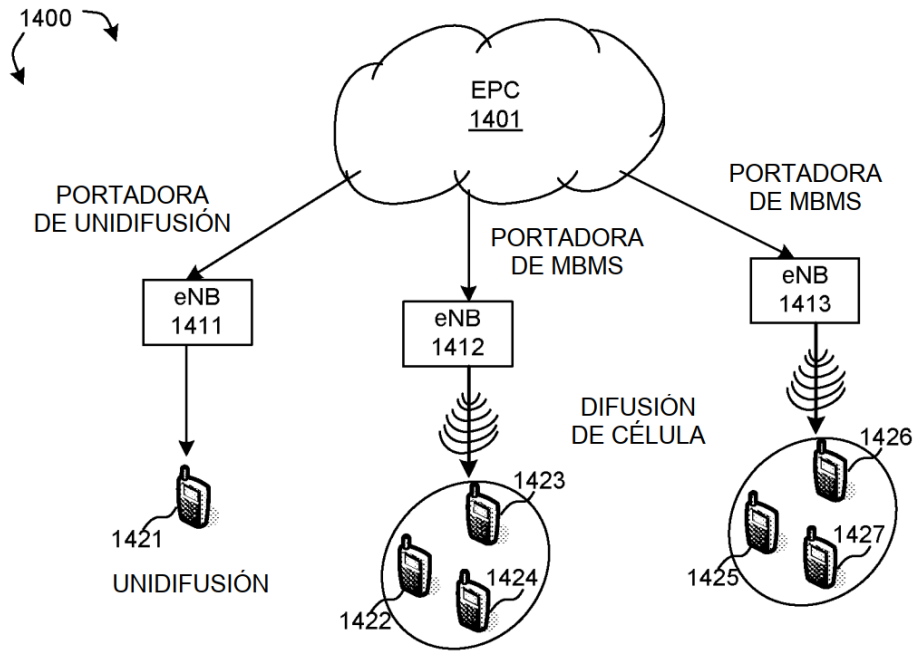 1400
EPC
1401
PORTADORA
DE UNIDIFUSIÓN
PORTADORA
DE MBMS
PORTADORA
DE MBMS
eNB
1411
eNB
1412
eNB
1413
DIFUSIÓN
DE CÉLULA
1421
UNIDIFUSIÓN
1423
1422
1424
1426
1425
1427